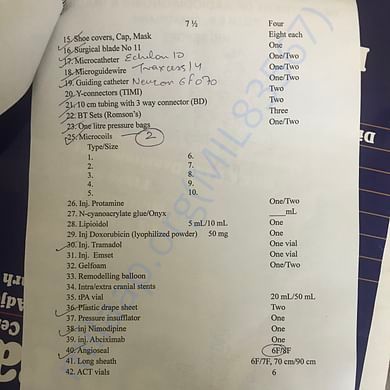 7 ½ Four
15. Shoe covers, Cap, Mask Eight each
16. Surgical blade No 11 One
17. Microcatheter Echelon 10 One/Two
18. Microguidewire Traxcess 14 One/Two
19. Guiding catheter Neuron 6F 070 One/Two
20. Y-connectors (TIMI) Two
21. 10 cm tubing with 3 way connector (BD) Two
22. BT Sets (Romson's) Three
23. One litre pressure bags One/Two
25. Microcoils 2
Type/Size
1. 6.
2. 7.
3. 8.
4. 9.
5. 10.
26. Inj. Protamine One/Two
27. N-cyanoacrylate glue/Onyx ____mL
28. Lipioidol 5 mL/10 mL One
29. Inj Doxorubicin (lyophilized powder) 50 mg One
30. Inj. Tramadol One vial
31. Inj. Emset One vial
32. Gelfoam One/Two
33. Remodelling balloon
34. Intra/extra cranial stents
35. tPA vial 20 mL/50 mL
36. Plastic drape sheet Two
37. Pressure insufflator One
38. inj Nimodipine One
39. inj. Abeiximab One
40. Angioseal 6F/8F
41. Long sheath 6F/7F, 70 cm/90 cm
42. ACT vials 6